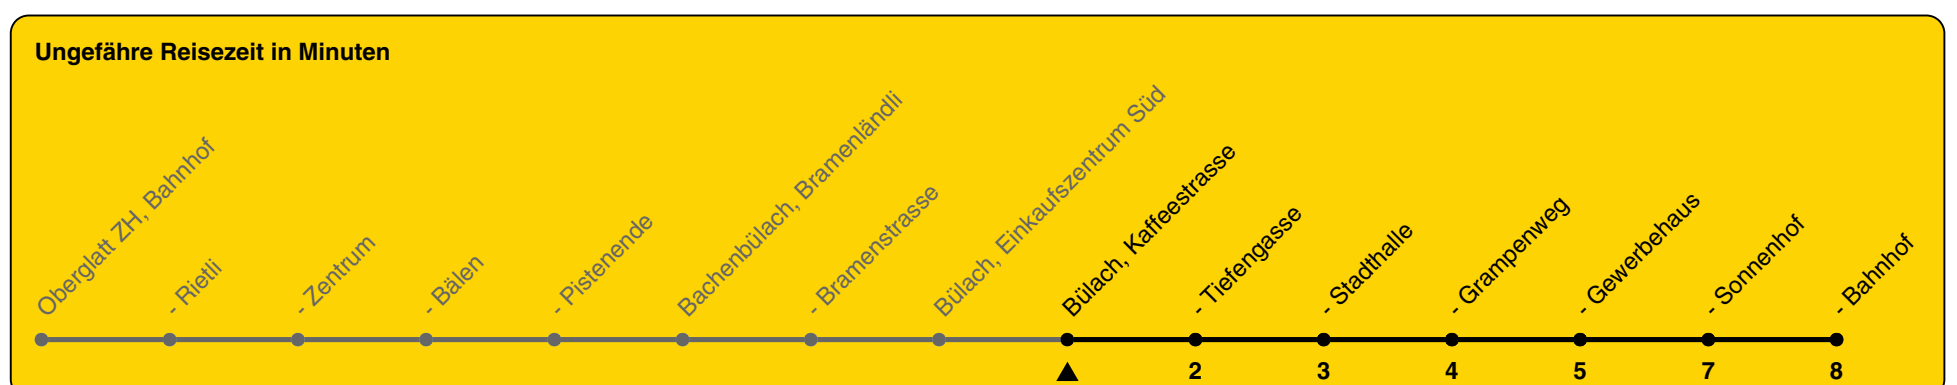 Ungefähre Reisezeit in Minuten
Oberglatt ZH, Bahnhof
- Rietli
- Zentrum
- Bälen
- Pistenende
Bachenbülach, Bramenländli
- Bramenstrasse
Bülach, Einkaufszentrum Süd
Bülach, Kaffeestrasse
- Tiefengasse
- Stadthalle
- Grampenweg
- Gewerbehaus
- Sonnenhof
- Bahnhof
2 3 4 5 7 8